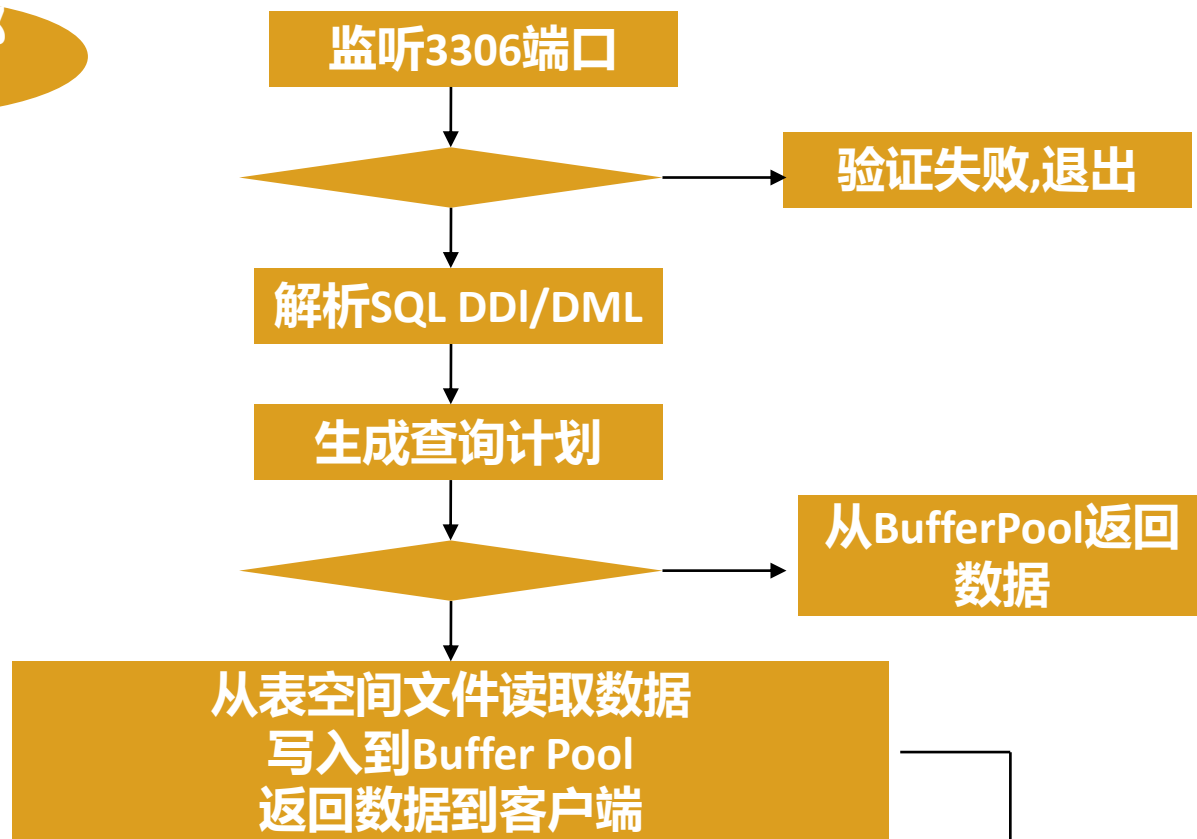 监听3306端口
验证失败,退出
解析SQL DDl/DML
生成查询计划
从BufferPool返回
数据
从表空间文件读取数据
写入到Buffer Pool
返回数据到客户端